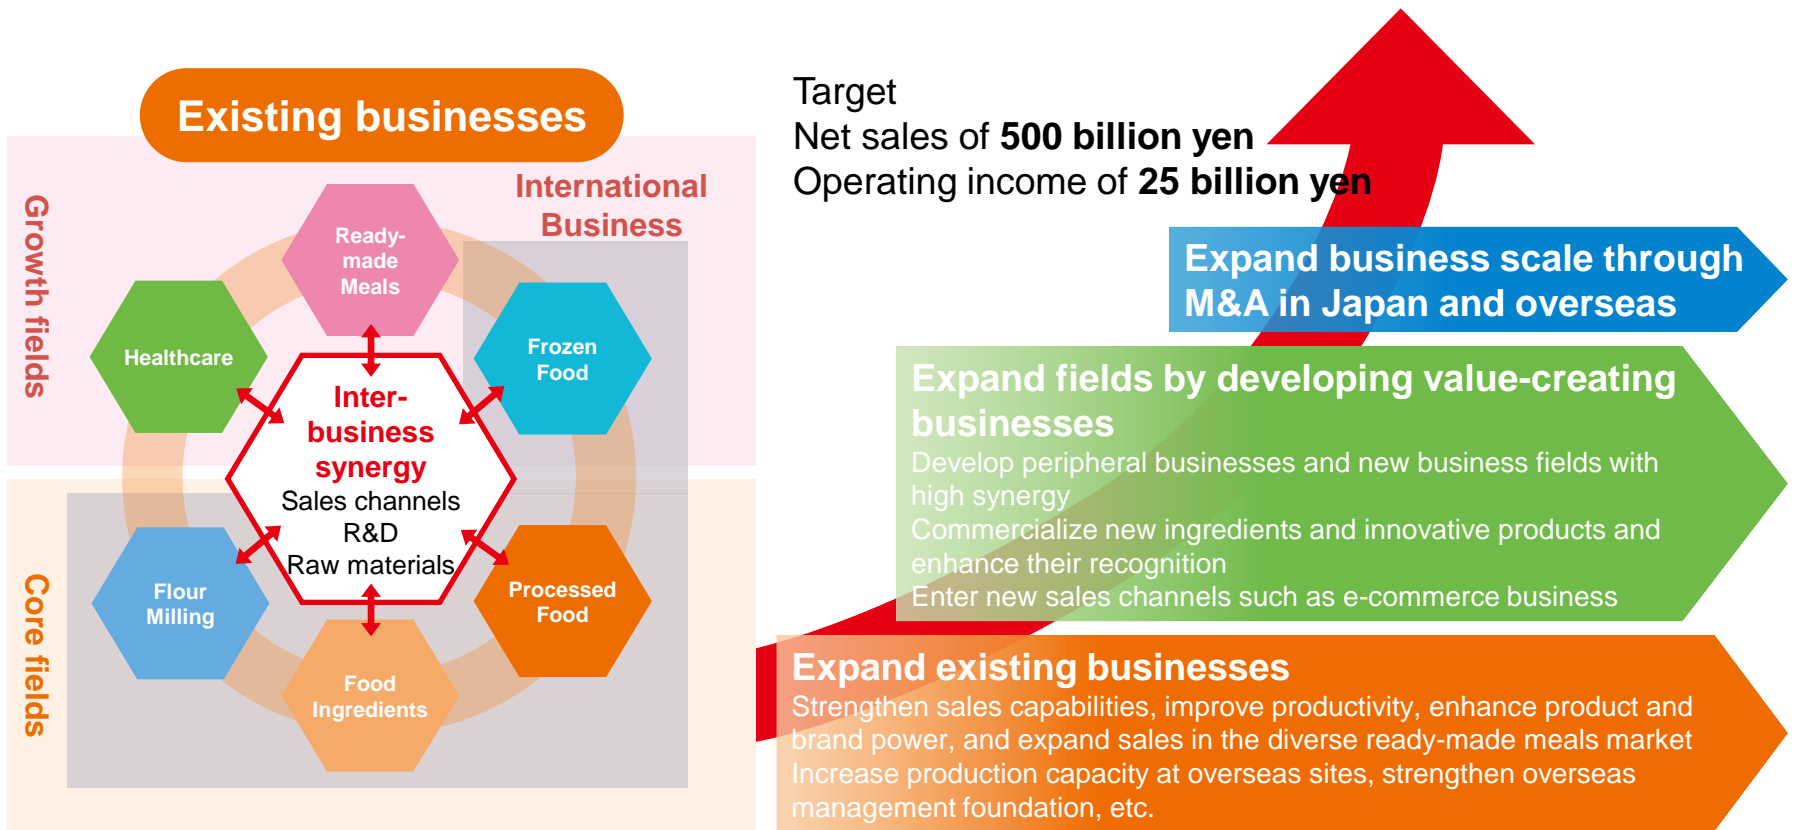 Existing businesses
Growth fields
International
Business
Ready-
made
Meals
Healthcare
Frozen
Food
Inter-
business
synergy
Sales channels
R&D
Raw materials
Core fields
Flour
Milling
Processed
Food
Food
Ingredients
Target
Net sales of 500 billion yen
Operating income of 25 billion yen
Expand business scale through
M&A in Japan and overseas
Expand fields by developing value-creating
businesses
Develop peripheral businesses and new business fields with
high synergy
Commercialize new ingredients and innovative products and
enhance their recognition
Enter new sales channels such as e-commerce business
Expand existing businesses
Strengthen sales capabilities, improve productivity, enhance product and
brand power, and expand sales in the diverse ready-made meals market
Increase production capacity at overseas sites, strengthen overseas
management foundation, etc.